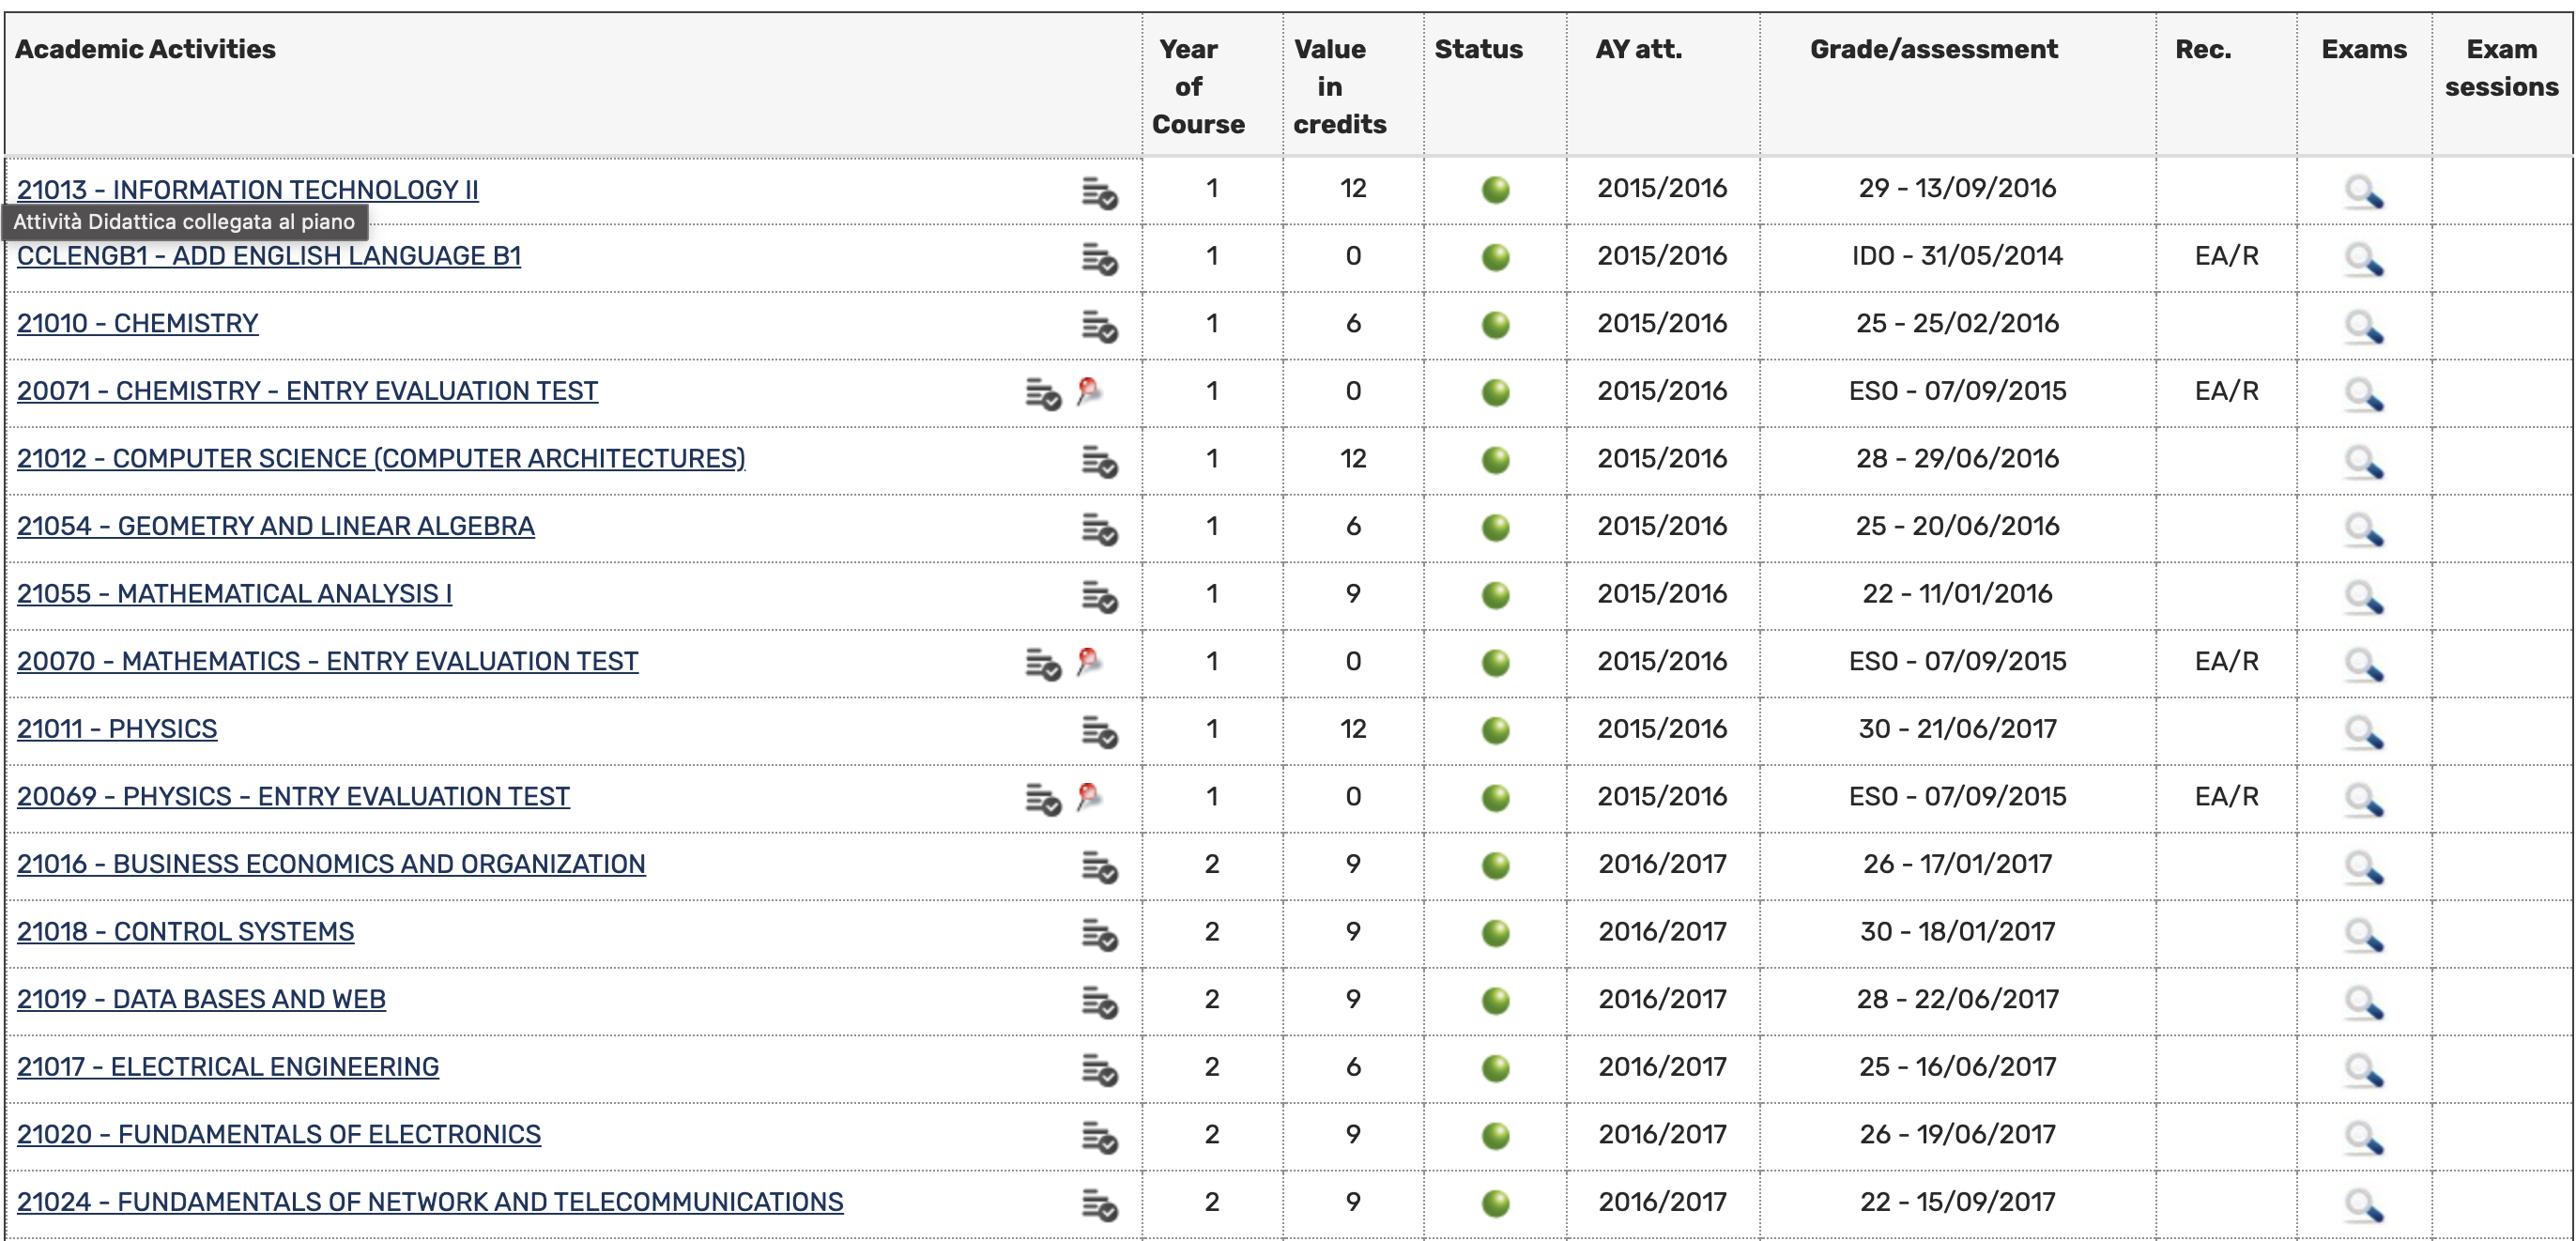 Academic Activities Year of Course Value in credits Status AY att. Grade/assessment Rec. Exams Exam sessions
21013 - INFORMATION TECHNOLOGY II 1 12 2015/2016 29 - 13/09/2016
Attività Didattica collegata al piano
CCLENGB1 - ADD ENGLISH LANGUAGE B1 1 0 2015/2016 IDO - 31/05/2014 EA/R
21010 - CHEMISTRY 1 6 2015/2016 25 - 25/02/2016
20071 - CHEMISTRY - ENTRY EVALUATION TEST 1 0 2015/2016 ESO - 07/09/2015 EA/R
21012 - COMPUTER SCIENCE (COMPUTER ARCHITECTURES) 1 12 2015/2016 28 - 29/06/2016
21054 - GEOMETRY AND LINEAR ALGEBRA 1 6 2015/2016 25 - 20/06/2016
21055 - MATHEMATICAL ANALYSIS I 1 9 2015/2016 22 - 11/01/2016
20070 - MATHEMATICS - ENTRY EVALUATION TEST 1 0 2015/2016 ESO - 07/09/2015 EA/R
21011 - PHYSICS 1 12 2015/2016 30 - 21/06/2017
20069 - PHYSICS - ENTRY EVALUATION TEST 1 0 2015/2016 ESO - 07/09/2015 EA/R
21016 - BUSINESS ECONOMICS AND ORGANIZATION 2 9 2016/2017 26 - 17/01/2017
21018 - CONTROL SYSTEMS 2 9 2016/2017 30 - 18/01/2017
21019 - DATA BASES AND WEB 2 9 2016/2017 28 - 22/06/2017
21017 - ELECTRICAL ENGINEERING 2 6 2016/2017 25 - 16/06/2017
21020 - FUNDAMENTALS OF ELECTRONICS 2 9 2016/2017 26 - 19/06/2017
21024 - FUNDAMENTALS OF NETWORK AND TELECOMMUNICATIONS 2 9 2016/2017 22 - 15/09/2017